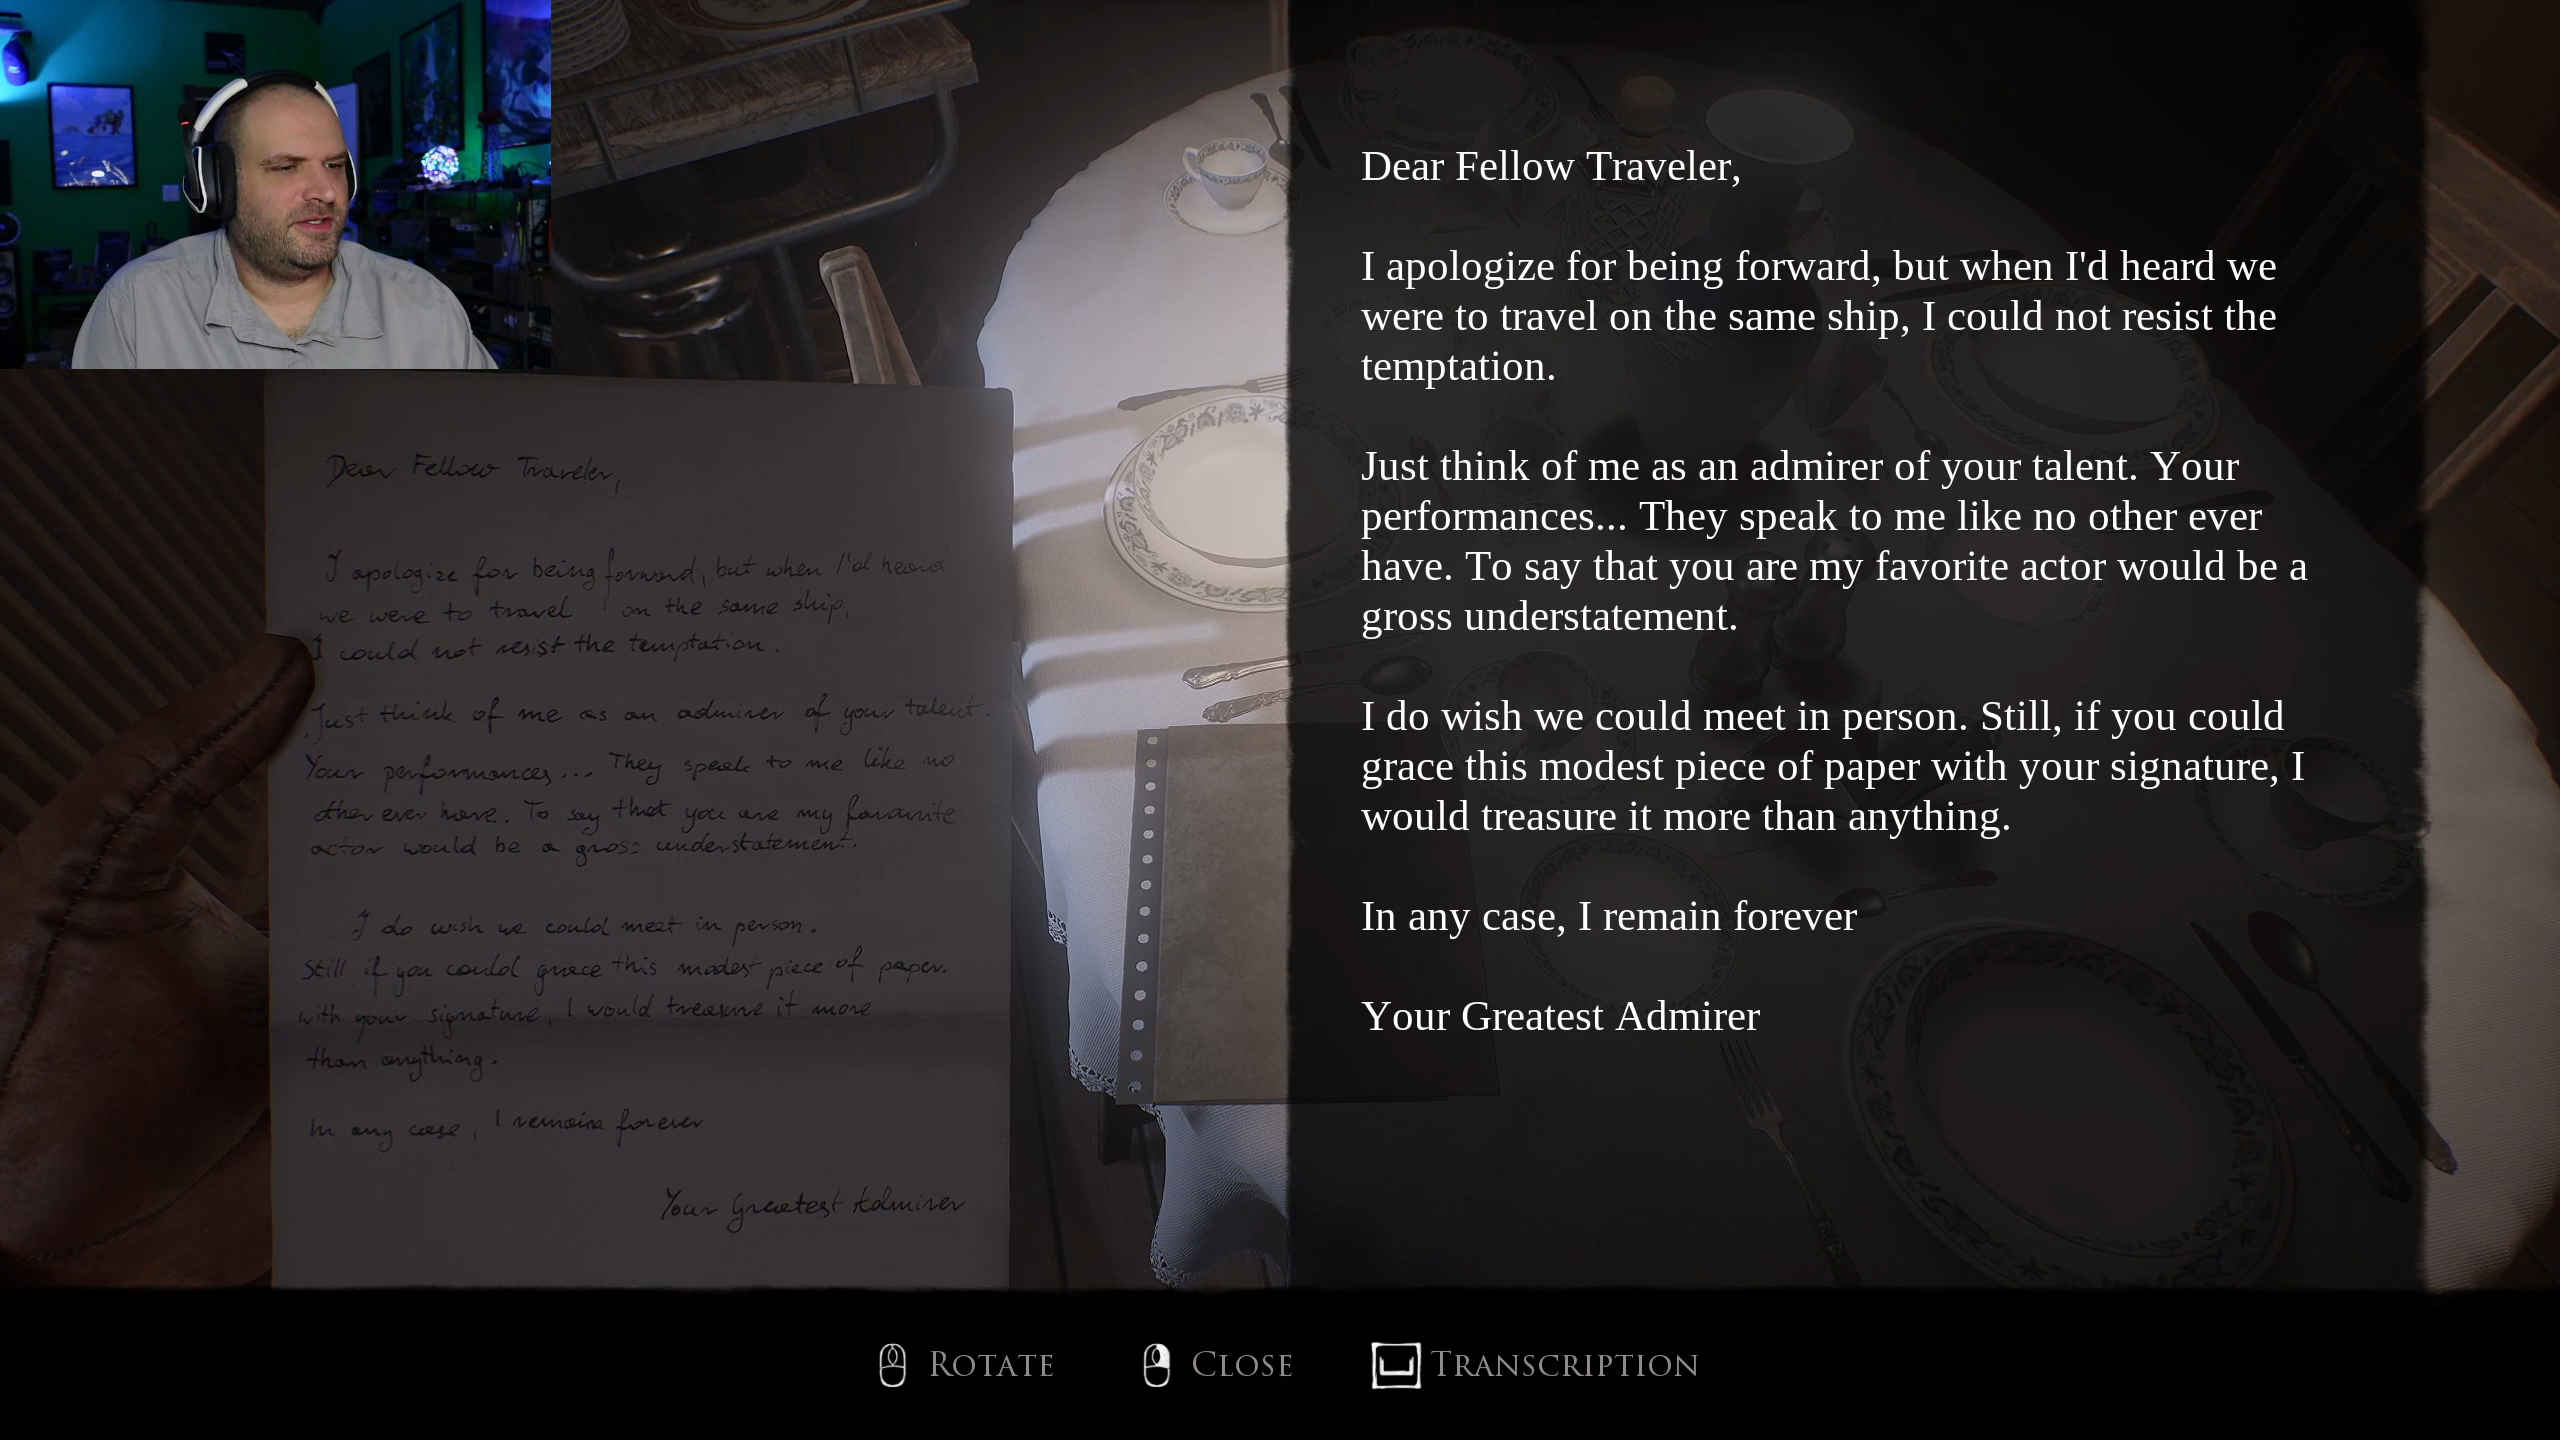 Dear Fellow Traveler,
I apologize for being forward, but when I'd heard
we were to travel on the same ship,
I could not resist the temptation.
Just think of me as an admirer of your talent.
Your performances... They speak to me like no
other ever have. To say that you are my favourite
actor would be a gross understatement.
I do wish we could meet in person.
Still if you could grace this modest piece of paper.
with your signature, I would treasure it more
than anything.
In any case, I remain forever
Your Greatest Admirer
Dear Fellow Traveler,
I apologize for being forward, but when I'd heard we
were to travel on the same ship, I could not resist the
temptation.
Just think of me as an admirer of your talent. Your
performances... They speak to me like no other ever
have. To say that you are my favorite actor would be a
gross understatement.
I do wish we could meet in person. Still, if you could
grace this modest piece of paper with your signature, I
would treasure it more than anything.
In any case, I remain forever
Your Greatest Admirer
ROTATE CLOSE TRANSCRIPTION